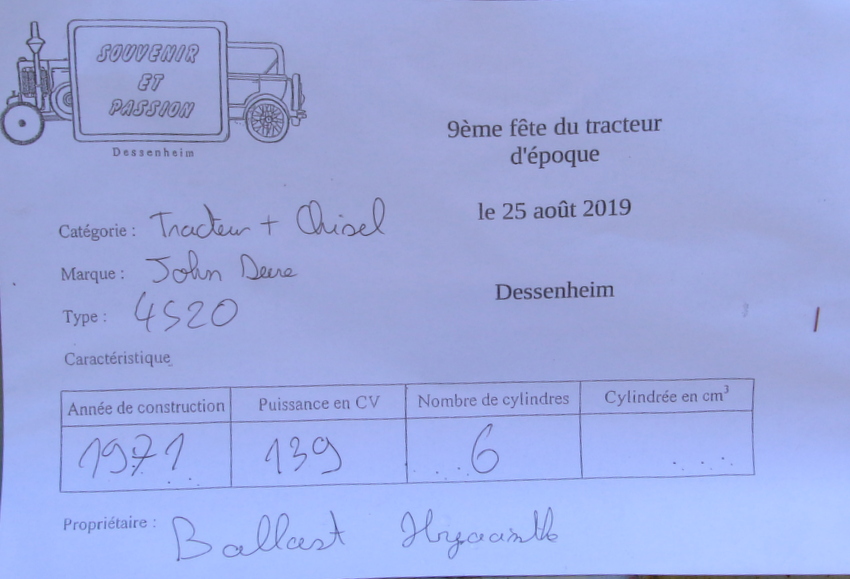 SOUVENIR
ET
PASSION
Dessenheim
9ème fête du tracteur
d'époque
le 25 août 2019
Dessenheim
Catégorie : Tracteur + Chisel
Marque : John Deere
Type : 4520
Caractéristique
Année de construction Puissance en CV Nombre de cylindres Cylindrée en cm³
1971 139 6
Propriétaire : Ballast Hyacinthe